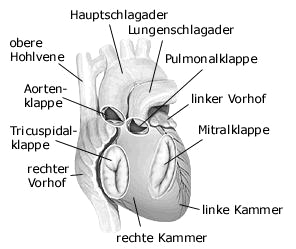 Hauptschlagader
Lungenschlagader
obere
Hohlvene
Pulmonalklappe
Aorten-
klappe
linker Vorhof
Tricuspidal-
klappe
Mitralklappe
rechter
Vorhof
linke Kammer
rechte Kammer